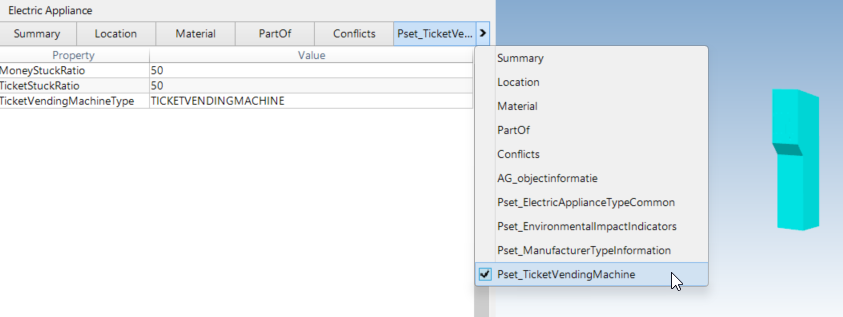 Electric Appliance
Summary Location Material PartOf Conflicts Pset_TicketVe...
Property Value
MoneyStuckRatio 50
TicketStuckRatio 50
TicketVendingMachineType TICKETVENDINGMACHINE
Summary
Location
Material
PartOf
Conflicts
AG_objectinformatie
Pset_ElectricApplianceTypeCommon
Pset_EnvironmentalImpactIndicators
Pset_ManufacturerTypeInformation
Pset_TicketVendingMachine